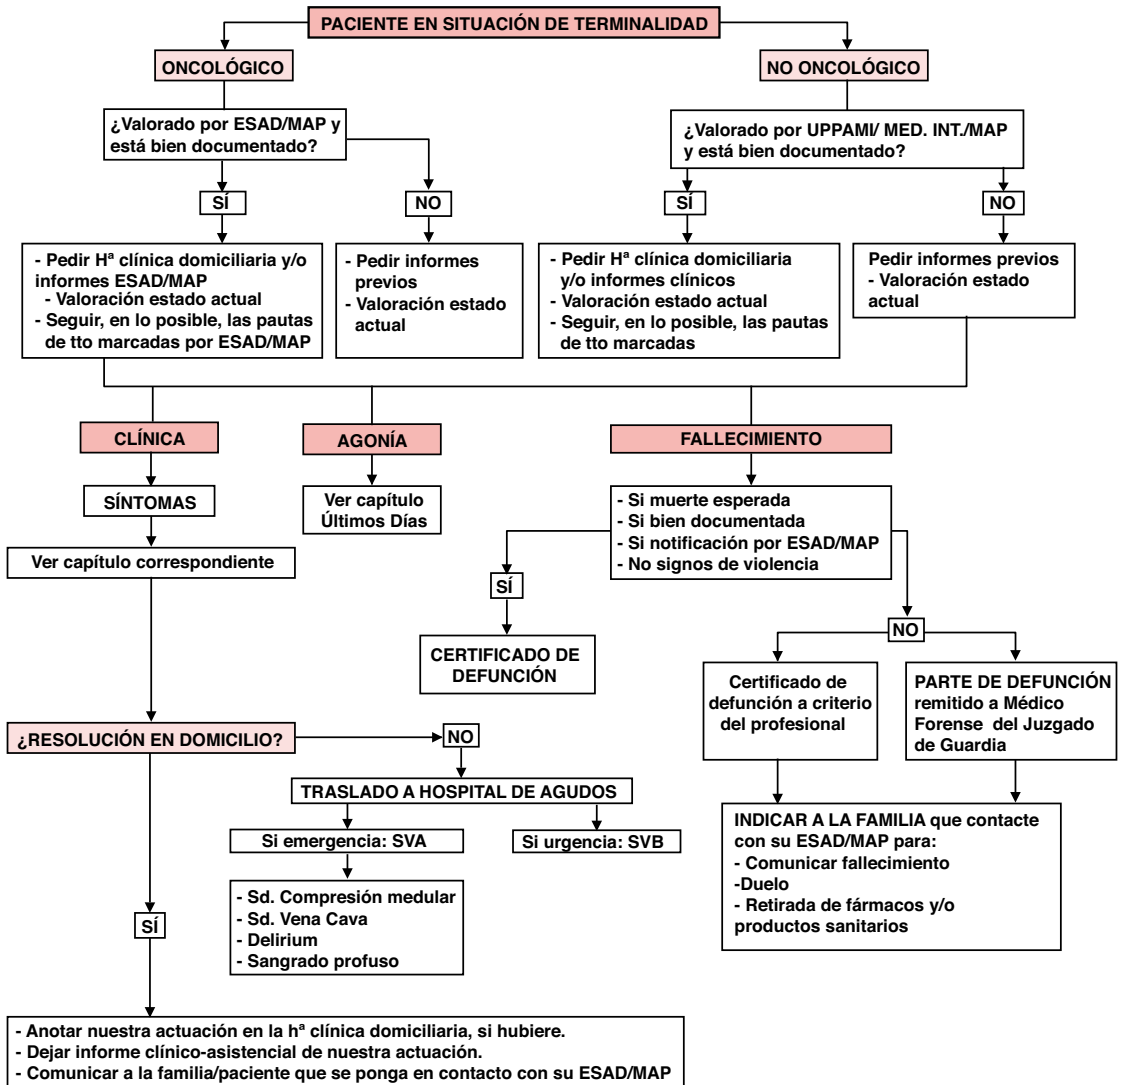 PACIENTE EN SITUACIÓN DE TERMINALIDAD
ONCOLÓGICO
NO ONCOLÓGICO
¿Valorado por ESAD/MAP y
está bien documentado?
¿Valorado por UPPAMI/ MED. INT./MAP
y está bien documentado?
SÍ
NO
SÍ
NO
- Pedir Hª clínica domiciliaria y/o
informes ESAD/MAP
- Valoración estado actual
- Seguir, en lo posible, las pautas
de tto marcadas por ESAD/MAP
- Pedir informes
previos
- Valoración estado
actual
- Pedir Hª clínica domiciliaria
y/o informes clínicos
- Valoración estado actual
- Seguir, en lo posible, las pautas
de tto marcadas
Pedir informes previos
- Valoración estado
actual
CLÍNICA
AGONÍA
FALLECIMIENTO
SÍNTOMAS
Ver capítulo
Últimos Días
- Si muerte esperada
- Si bien documentada
- Si notificación por ESAD/MAP
- No signos de violencia
Ver capítulo correspondiente
SÍ
NO
CERTIFICADO DE
DEFUNCIÓN
Certificado de
defunción a criterio
del profesional
PARTE DE DEFUNCIÓN
remitido a Médico
Forense del Juzgado
de Guardia
¿RESOLUCIÓN EN DOMICILIO?
NO
TRASLADO A HOSPITAL DE AGUDOS
Si emergencia: SVA
Si urgencia: SVB
INDICAR A LA FAMILIA que contacte
con su ESAD/MAP para:
- Comunicar fallecimiento
-Duelo
- Retirada de fármacos y/o
productos sanitarios
- Sd. Compresión medular
- Sd. Vena Cava
- Delirium
- Sangrado profuso
SÍ
- Anotar nuestra actuación en la hª clínica domiciliaria, si hubiere.
- Dejar informe clínico-asistencial de nuestra actuación.
- Comunicar a la familia/paciente que se ponga en contacto con su ESAD/MAP